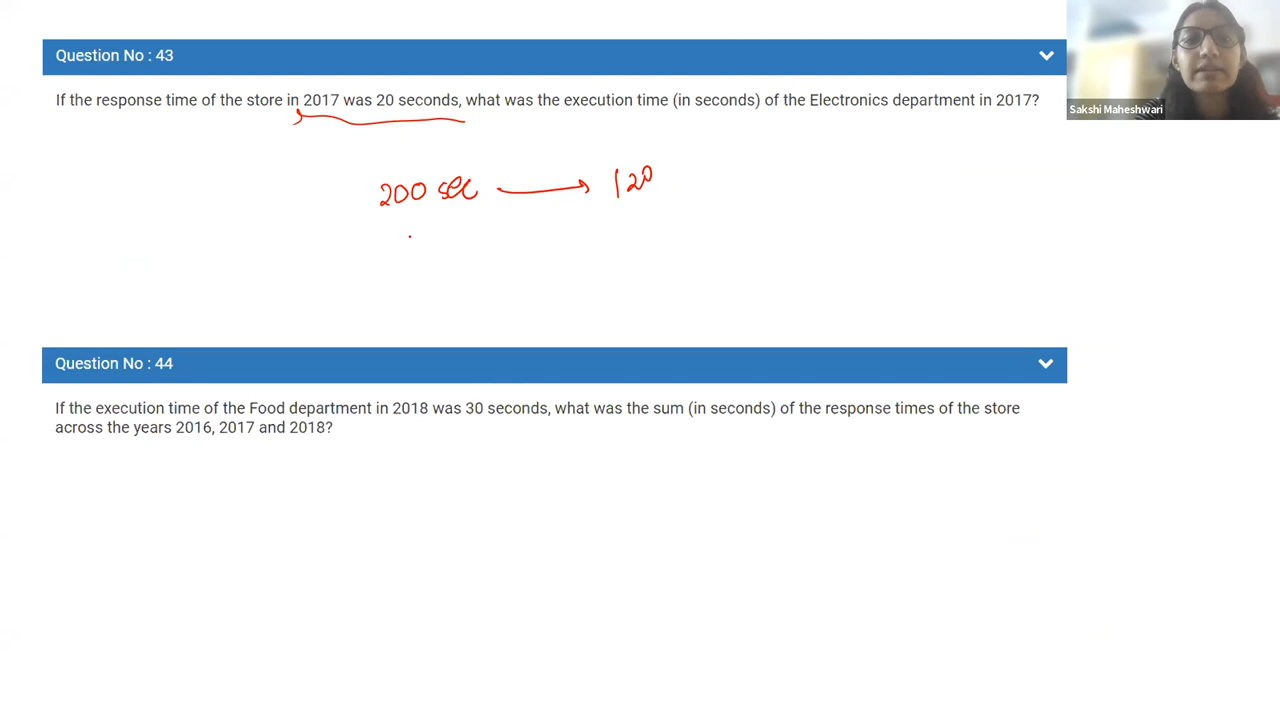 Question No : 43
If the response time of the store in 2017 was 20 seconds, what was the execution time (in seconds) of the Electronics department in 2017?
Sakshi Maheshwari
200 sec → 120
Question No : 44
If the execution time of the Food department in 2018 was 30 seconds, what was the sum (in seconds) of the response times of the store
across the years 2016, 2017 and 2018?